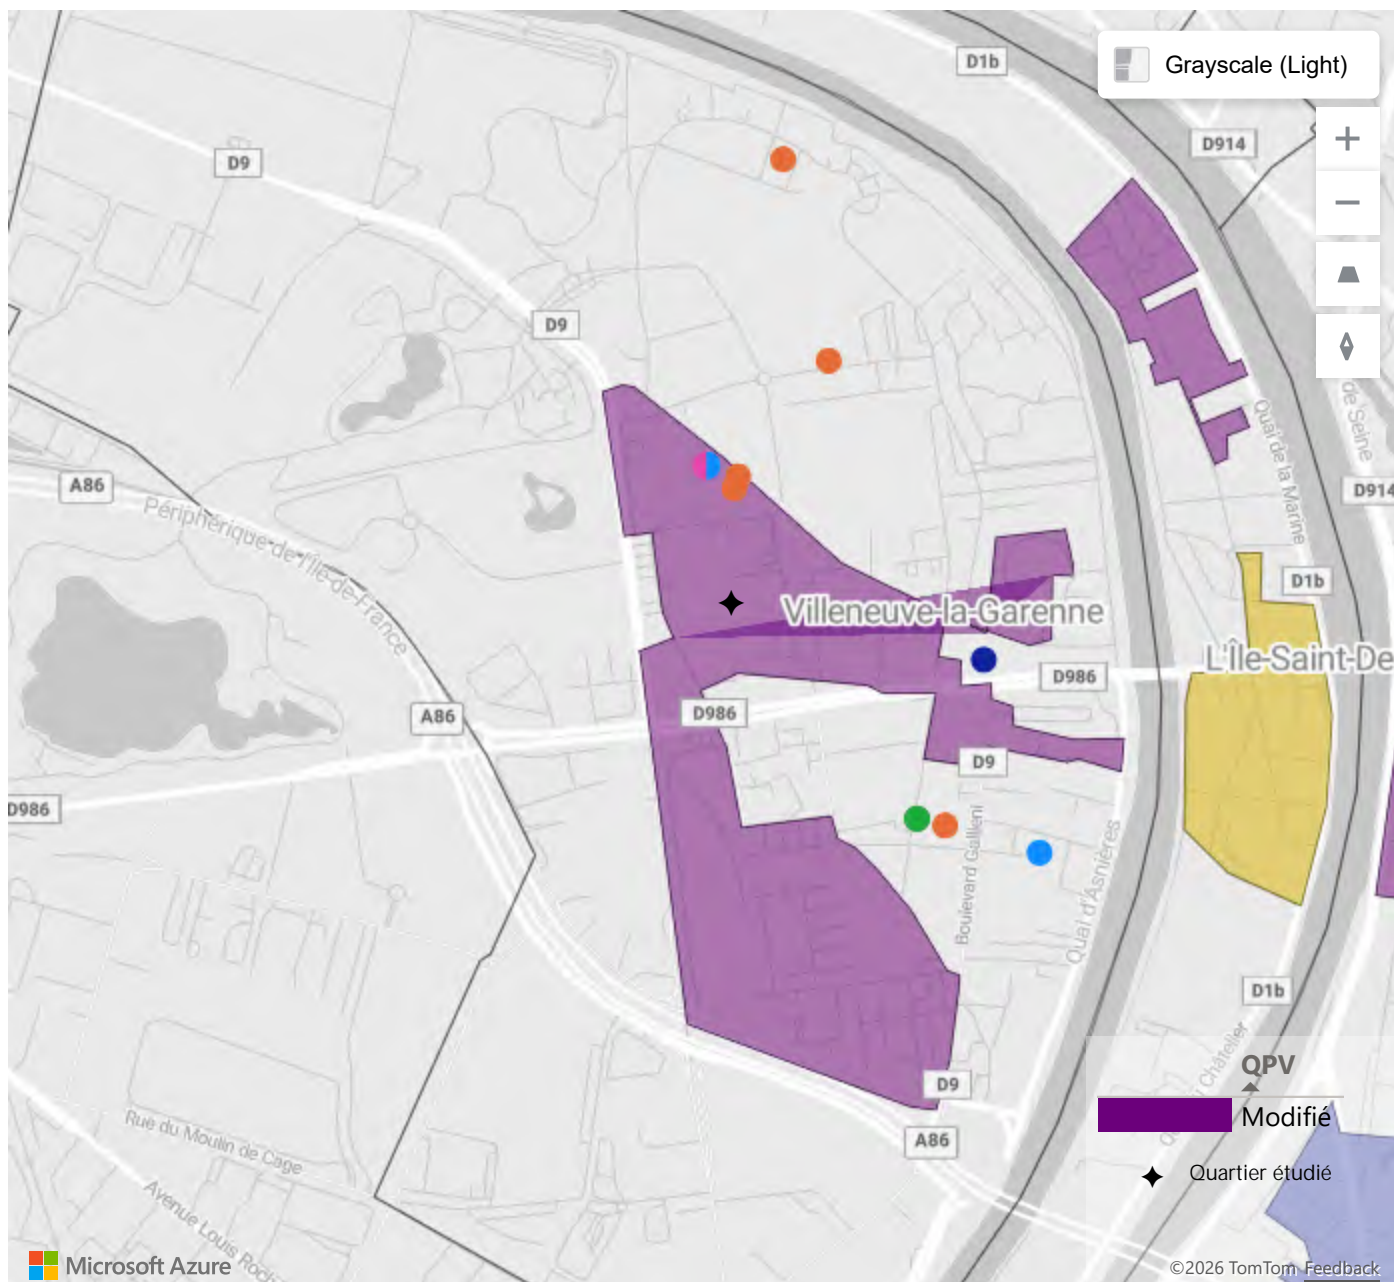 D1b
Grayscale (Light)
D914
D9
D9
de Seine
Quai de la Marine
A86
D914
Périphérique de l'Île-de-France
D1b
Villeneuve-la-Garenne
L'Île-Saint-De
D986
D986
A86
D9
D986
Boulevard Gallieni
Quai d'Asnières
D1b
Châtelier
QPV
D9
Modifié
Rue du Moulin de Cage
A86
Quartier étudié
Avenue Louis Roch
Microsoft Azure
©2026 TomTom Feedback